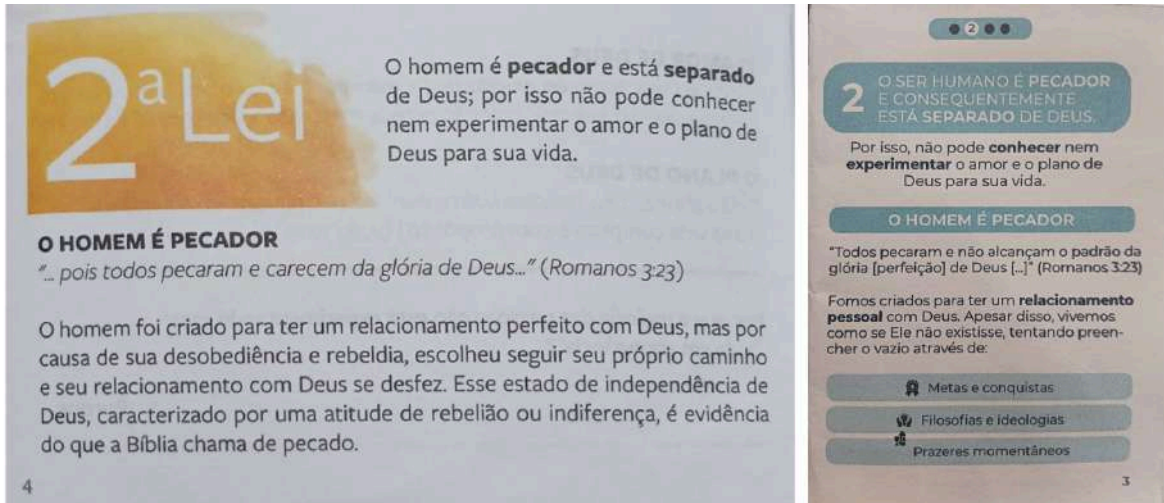 2ª Lei
O homem é pecador e está separado
de Deus; por isso não pode conhecer
nem experimentar o amor e o plano de
Deus para sua vida.
O HOMEM É PECADOR
"... pois todos pecaram e carecem da glória de Deus..." (Romanos 3:23)
O homem foi criado para ter um relacionamento perfeito com Deus, mas por
causa de sua desobediência e rebeldia, escolheu seguir seu próprio caminho
e seu relacionamento com Deus se desfez. Esse estado de independência de
Deus, caracterizado por uma atitude de rebelião ou indiferença, é evidência
do que a Bíblia chama de pecado.
4
2
2
O SER HUMANO É PECADOR
E CONSEQUENTEMENTE
ESTÁ SEPARADO DE DEUS.
Por isso, não pode conhecer nem
experimentar o amor e o plano de
Deus para sua vida.
O HOMEM É PECADOR
"Todos pecaram e não alcançam o padrão da
glória [perfeição] de Deus [...]" (Romanos 3:23)
Fomos criados para ter um relacionamento
pessoal com Deus. Apesar disso, vivemos
como se Ele não existisse, tentando preen-
cher o vazio através de:
Metas e conquistas
Filosofias e ideologias
Prazeres momentâneos
3